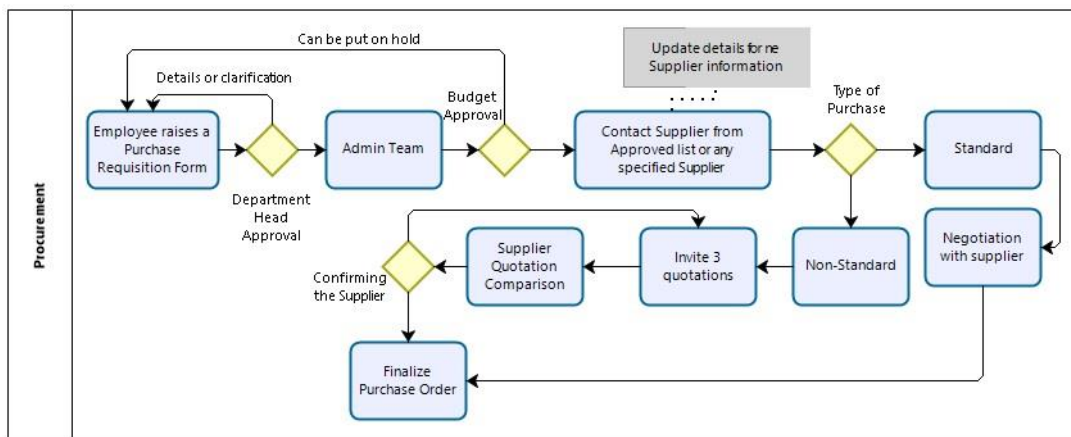 Procurement
Can be put on hold
Details or clarification
Employee raises a
Purchase
Requisition Form
Department
Head
Approval
Admin Team
Budget
Approval
Update details for ne
Supplier information
Contact Supplier from
Approved list or any
specified Supplier
Type of
Purchase
Standard
Negotiation
with supplier
Non-Standard
Invite 3
quotations
Supplier
Quotation
Comparison
Confirming
the Supplier
Finalize
Purchase Order